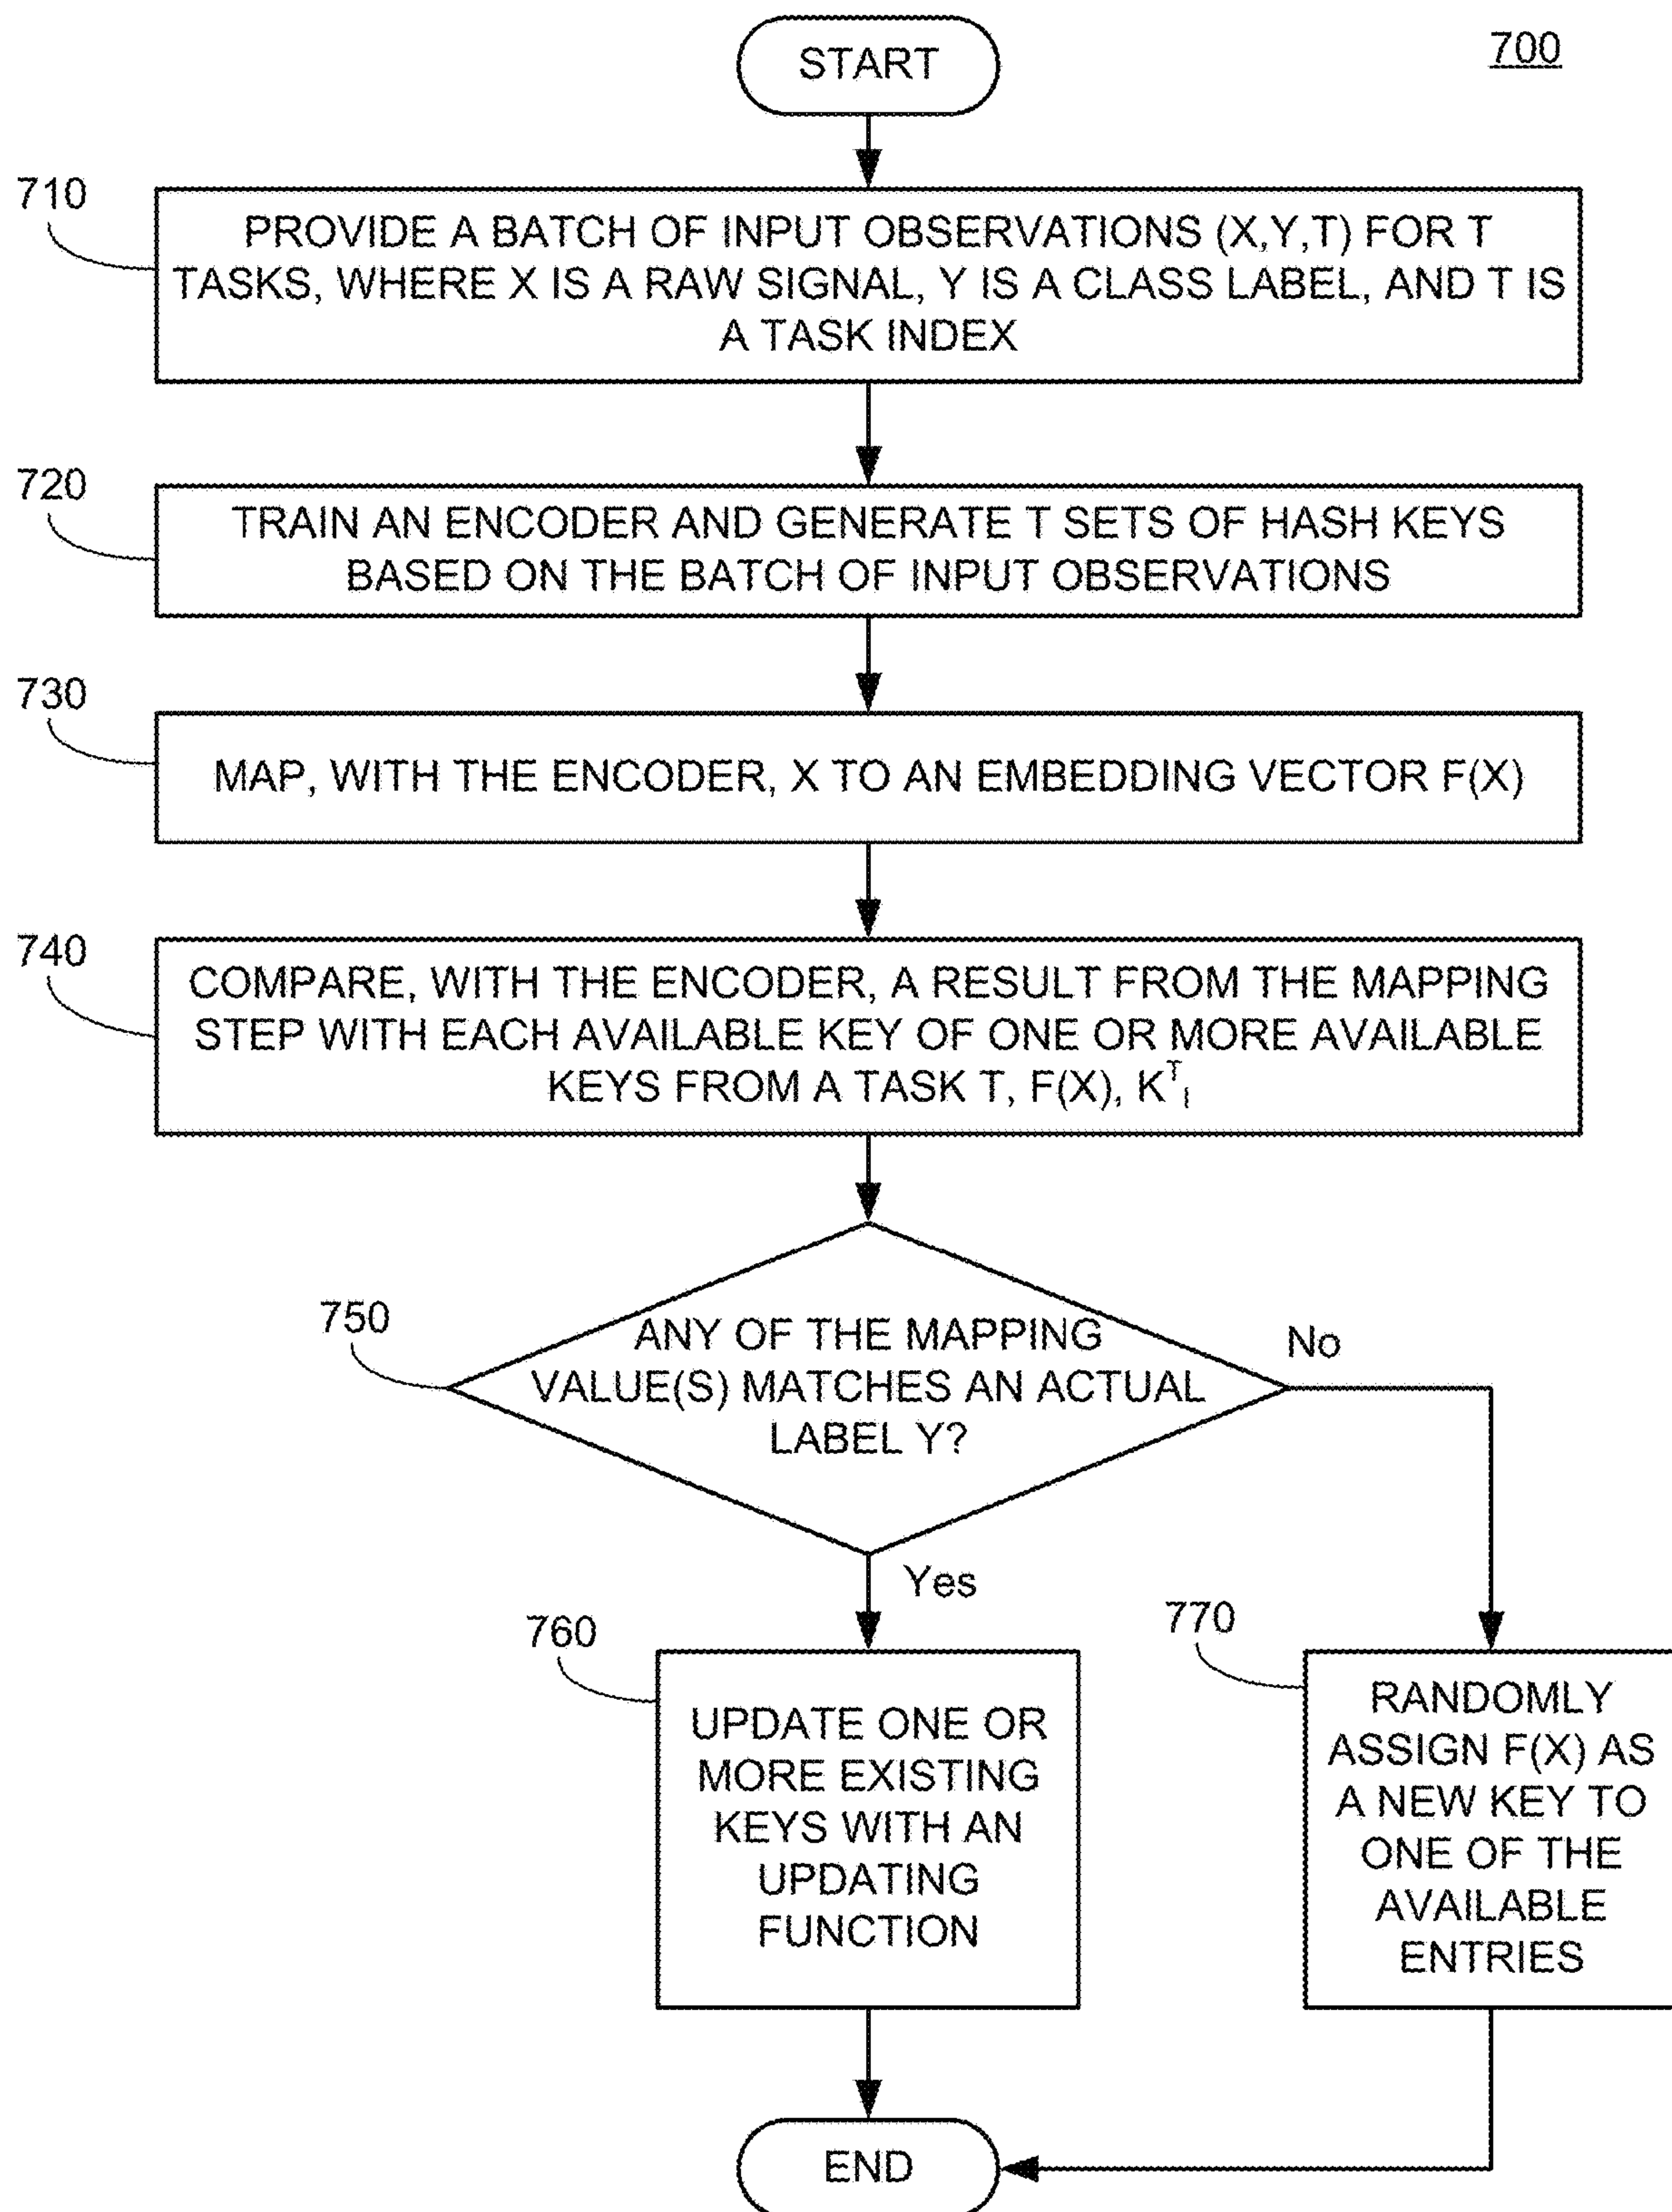 START
700
710
PROVIDE A BATCH OF INPUT OBSERVATIONS (X,Y,T) FOR T
TASKS, WHERE X IS A RAW SIGNAL, Y IS A CLASS LABEL, AND T IS
A TASK INDEX
720
TRAIN AN ENCODER AND GENERATE T SETS OF HASH KEYS
BASED ON THE BATCH OF INPUT OBSERVATIONS
730
MAP, WITH THE ENCODER, X TO AN EMBEDDING VECTOR F(X)
740
COMPARE, WITH THE ENCODER, A RESULT FROM THE MAPPING
STEP WITH EACH AVAILABLE KEY OF ONE OR MORE AVAILABLE
KEYS FROM A TASK T, F(X), K^T_I
750
ANY OF THE MAPPING
VALUE(S) MATCHES AN ACTUAL
LABEL Y?
No
Yes
760
UPDATE ONE OR
MORE EXISTING
KEYS WITH AN
UPDATING
FUNCTION
770
RANDOMLY
ASSIGN F(X) AS
A NEW KEY TO
ONE OF THE
AVAILABLE
ENTRIES
END